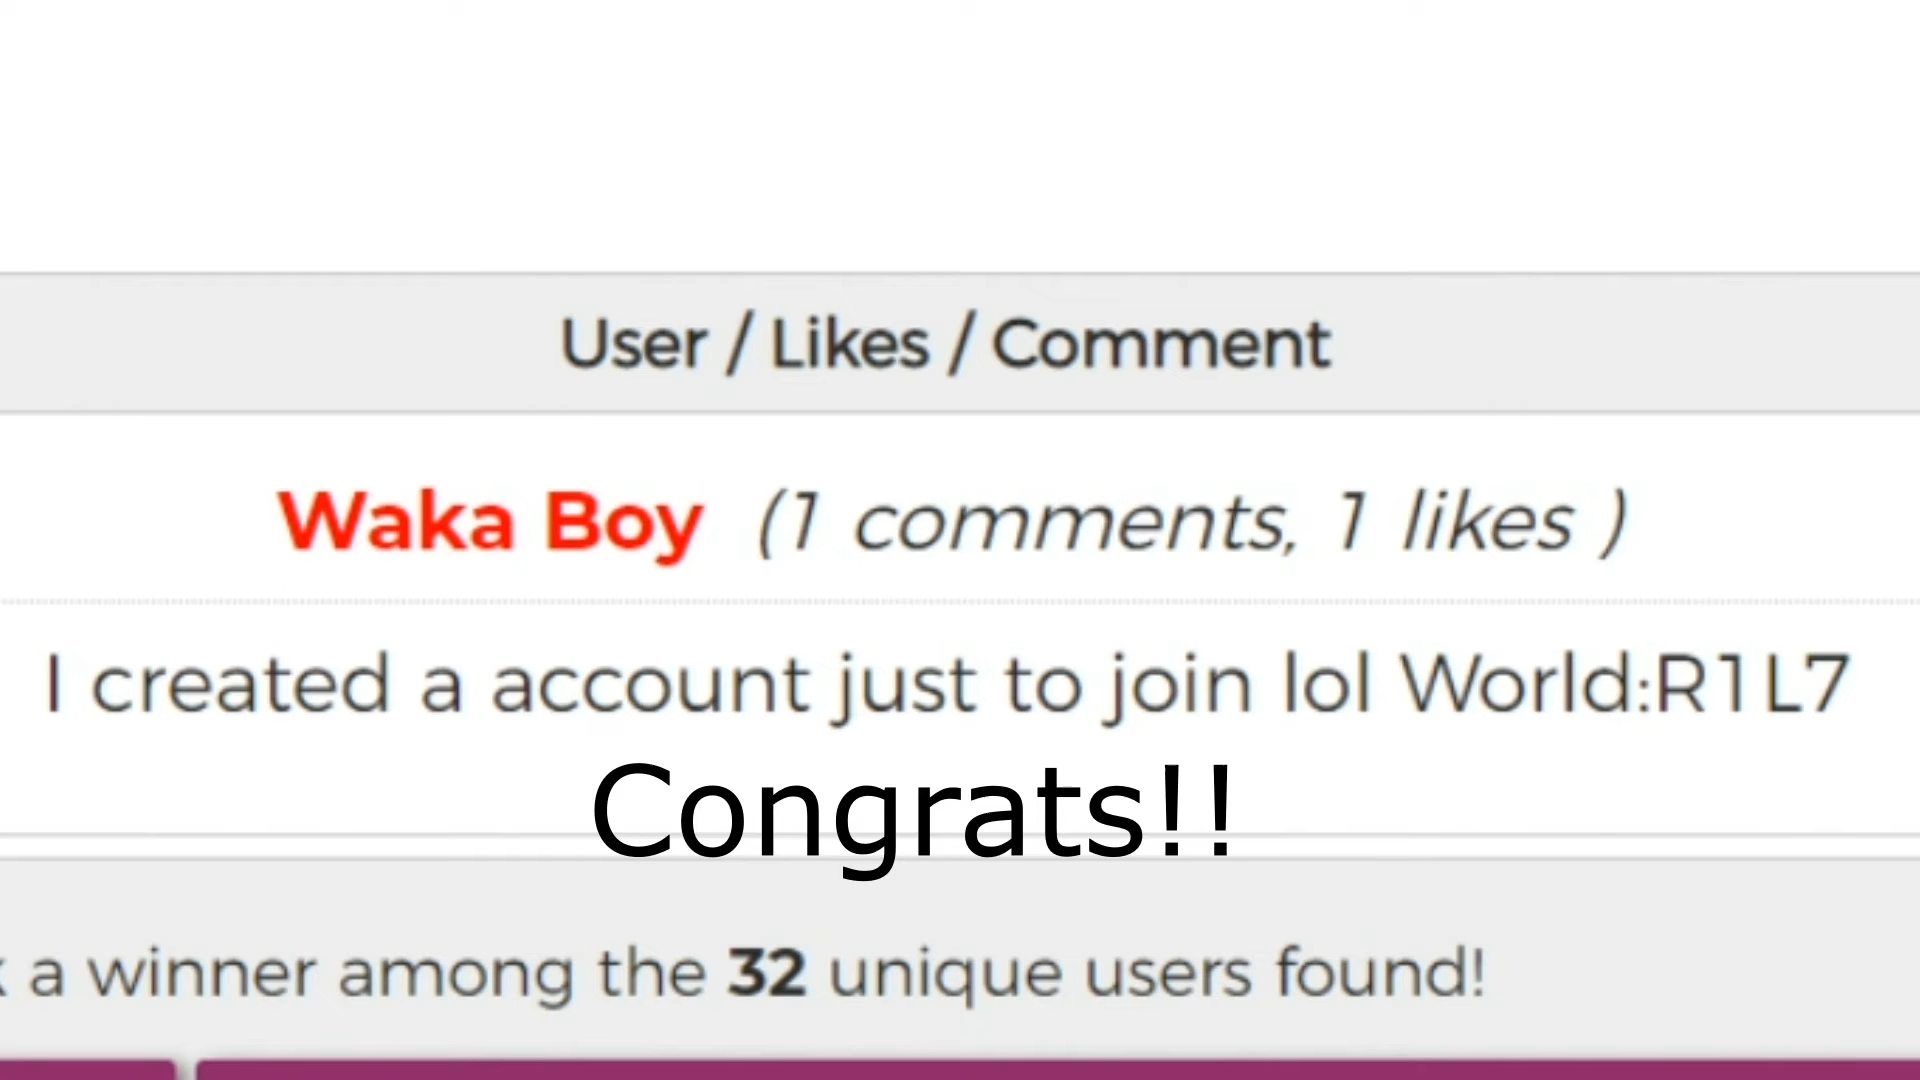 User / Likes / Comment
Waka Boy (1 comments, 1 likes )
I created a account just to join lol World:R1L7
Congrats!!
a winner among the 32 unique users found!